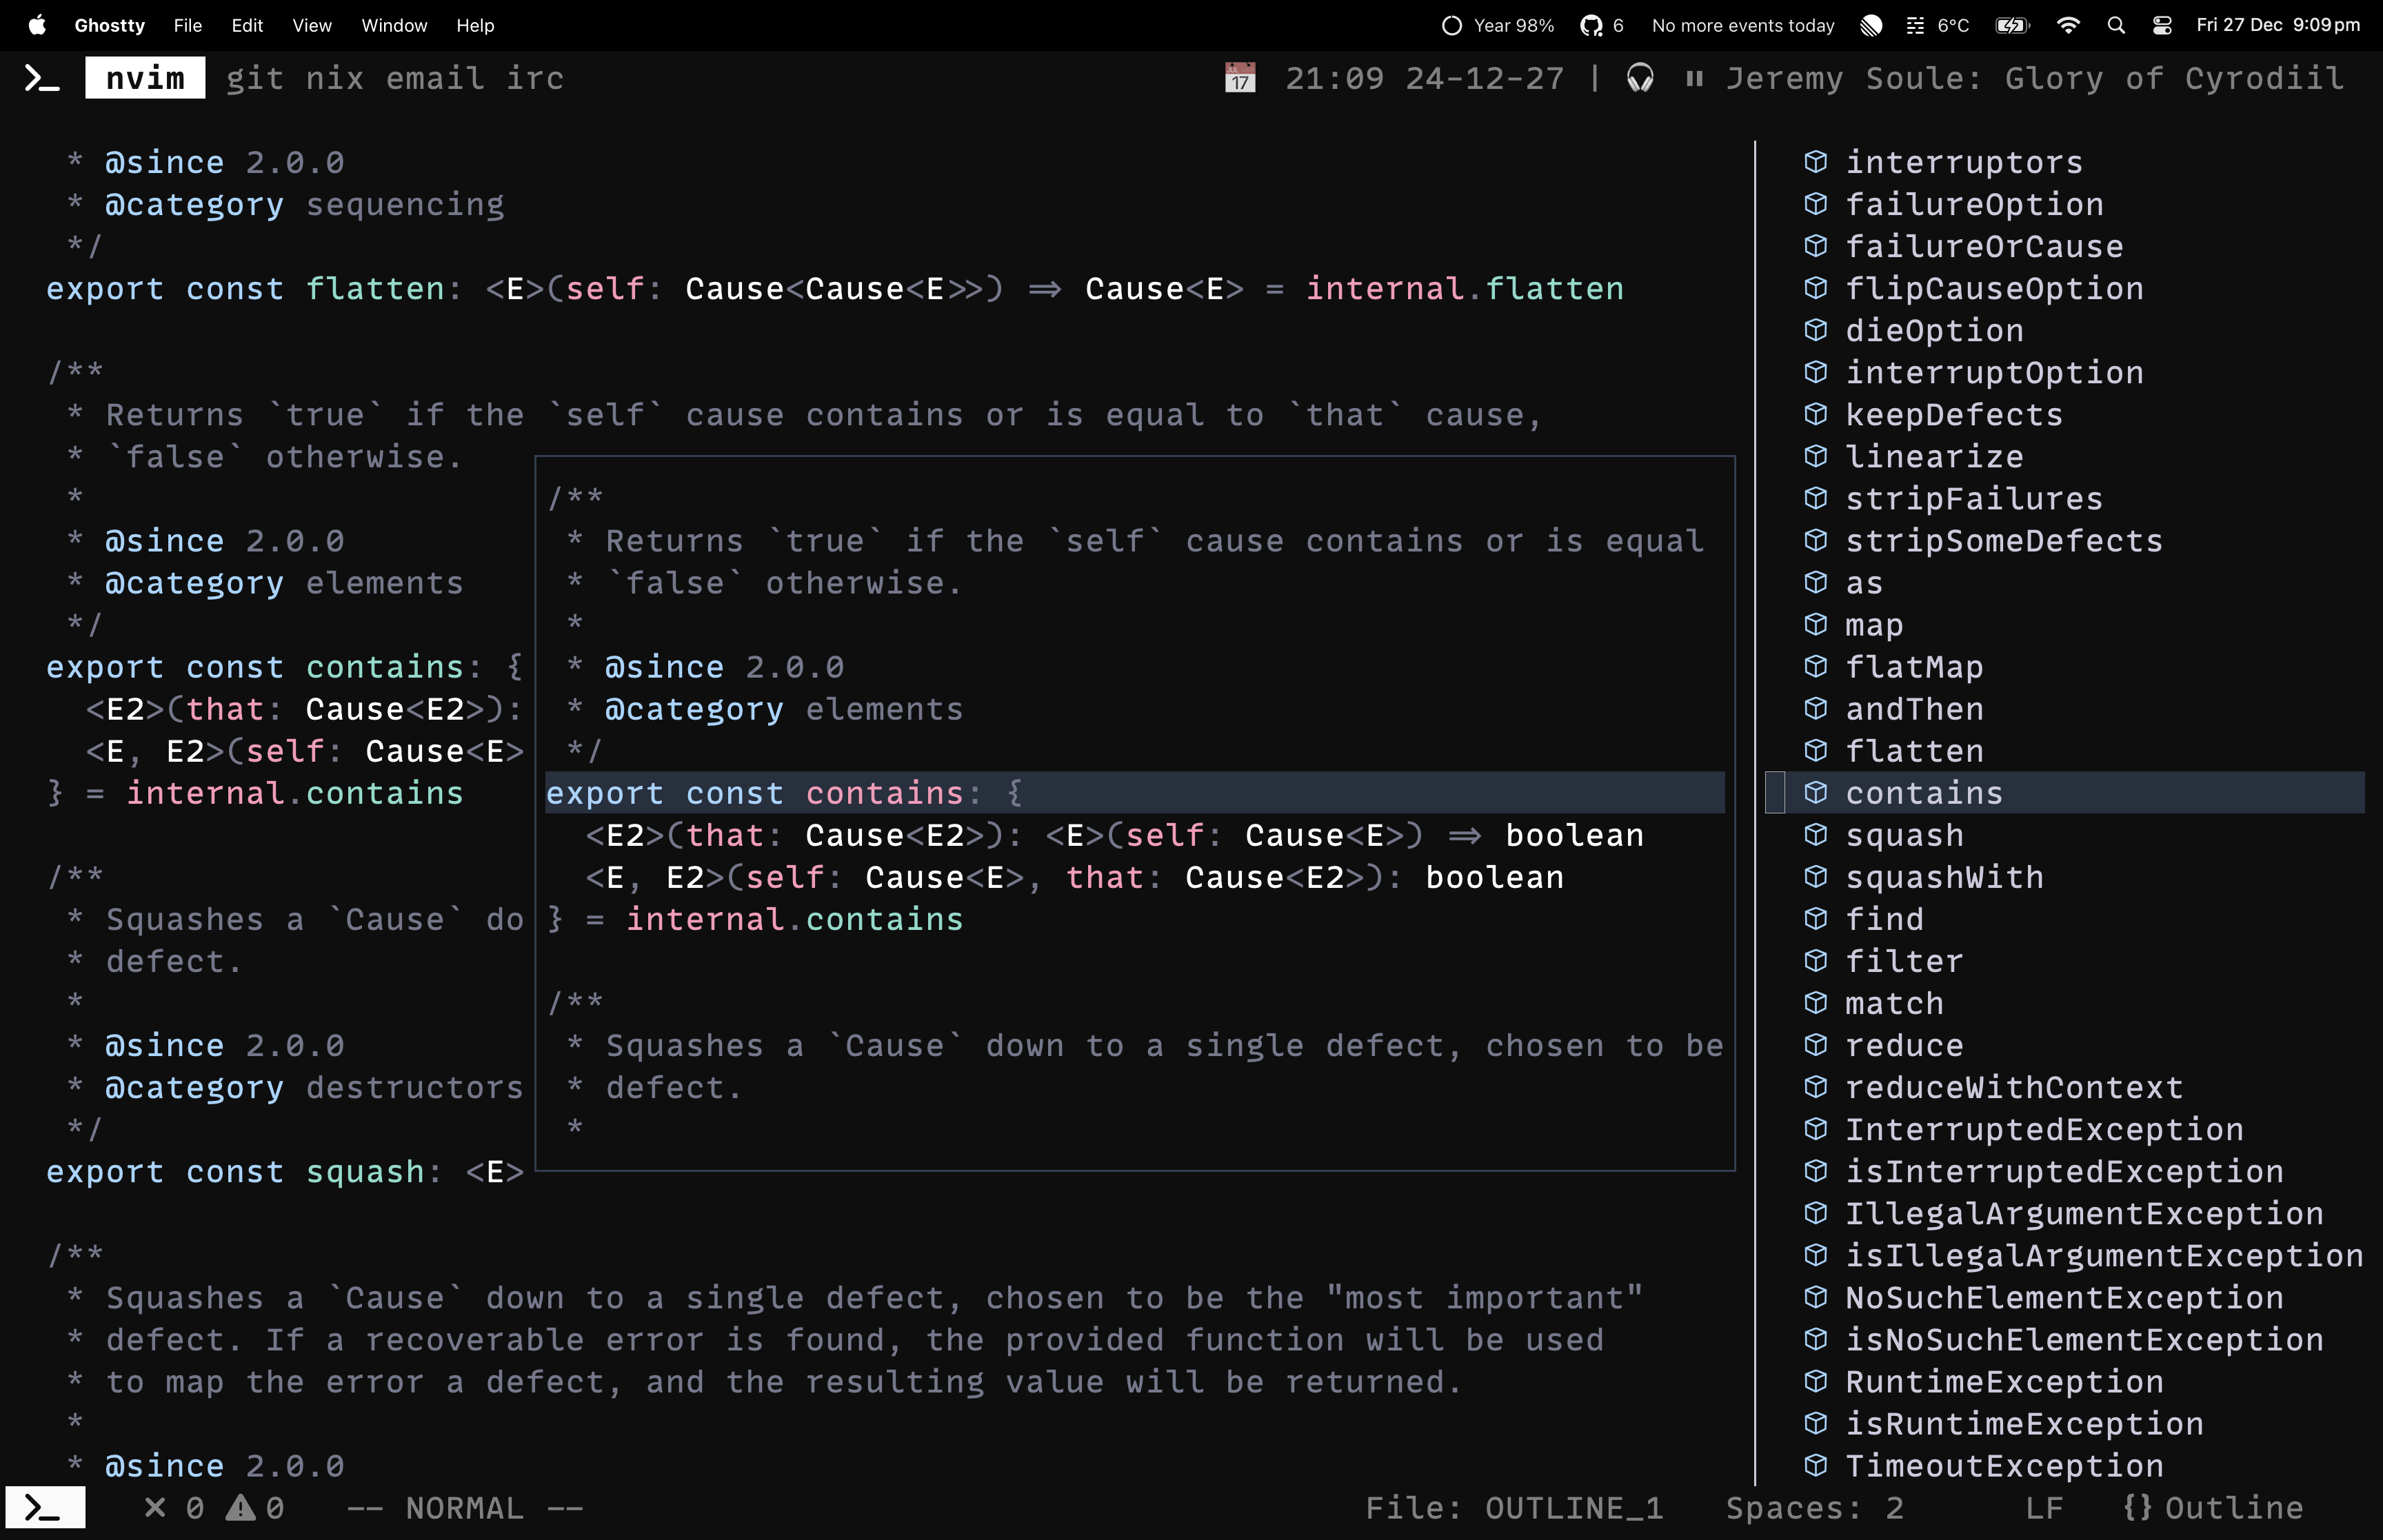 Ghostty File Edit View Window Help Year 98% 6 No more events today 6°C Fri 27 Dec 9:09 pm
>_ nvim git nix email irc JUL 17 21:09 24-12-27 | Jeremy Soule: Glory of Cyrodiil
* @since 2.0.0
* @category sequencing
*/
export const flatten: <E>(self: Cause<Cause<E>>) => Cause<E> = internal.flatten
/**
* Returns `true` if the `self` cause contains or is equal to `that` cause,
* `false` otherwise.
*
* @since 2.0.0
* @category elements
*/
export const contains: {
<E2>(that: Cause<E2>):
<E, E2>(self: Cause<E>
} = internal.contains
/**
* Squashes a `Cause` do
* defect.
*
* @since 2.0.0
* @category destructors
*/
export const squash: <E>
/**
* Squashes a `Cause` down to a single defect, chosen to be the "most important"
* defect. If a recoverable error is found, the provided function will be used
* to map the error a defect, and the resulting value will be returned.
*
* @since 2.0.0
/**
* Returns `true` if the `self` cause contains or is equal
* `false` otherwise.
*
* @since 2.0.0
* @category elements
*/
export const contains: {
<E2>(that: Cause<E2>): <E>(self: Cause<E>) => boolean
<E, E2>(self: Cause<E>, that: Cause<E2>): boolean
} = internal.contains
/**
* Squashes a `Cause` down to a single defect, chosen to be
* defect.
*
interruptors
failureOption
failureOrCause
flipCauseOption
dieOption
interruptOption
keepDefects
linearize
stripFailures
stripSomeDefects
as
map
flatMap
andThen
flatten
contains
squash
squashWith
find
filter
match
reduce
reduceWithContext
InterruptedException
isInterruptedException
IllegalArgumentException
isIllegalArgumentException
NoSuchElementException
isNoSuchElementException
RuntimeException
isRuntimeException
TimeoutException
>_ × 0 0 -- NORMAL -- File: OUTLINE_1 Spaces: 2 LF {} Outline